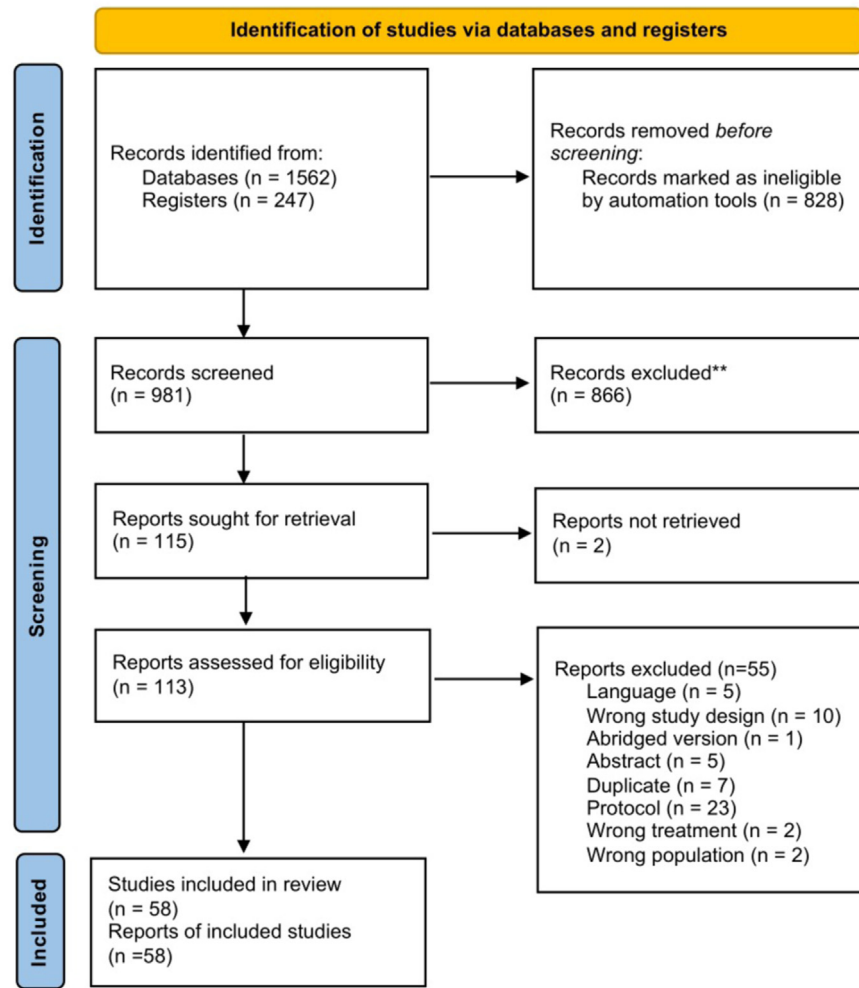 Identification of studies via databases and registers
Identification
Records identified from:
Databases (n = 1562)
Registers (n = 247)
Records removed before
screening:
Records marked as ineligible
by automation tools (n = 828)
Screening
Records screened
(n = 981)
Records excluded**
(n = 866)
Reports sought for retrieval
(n = 115)
Reports not retrieved
(n = 2)
Reports assessed for eligibility
(n = 113)
Reports excluded (n=55)
Language (n = 5)
Wrong study design (n = 10)
Abridged version (n = 1)
Abstract (n = 5)
Duplicate (n = 7)
Protocol (n = 23)
Wrong treatment (n = 2)
Wrong population (n = 2)
Included
Studies included in review
(n = 58)
Reports of included studies
(n =58)